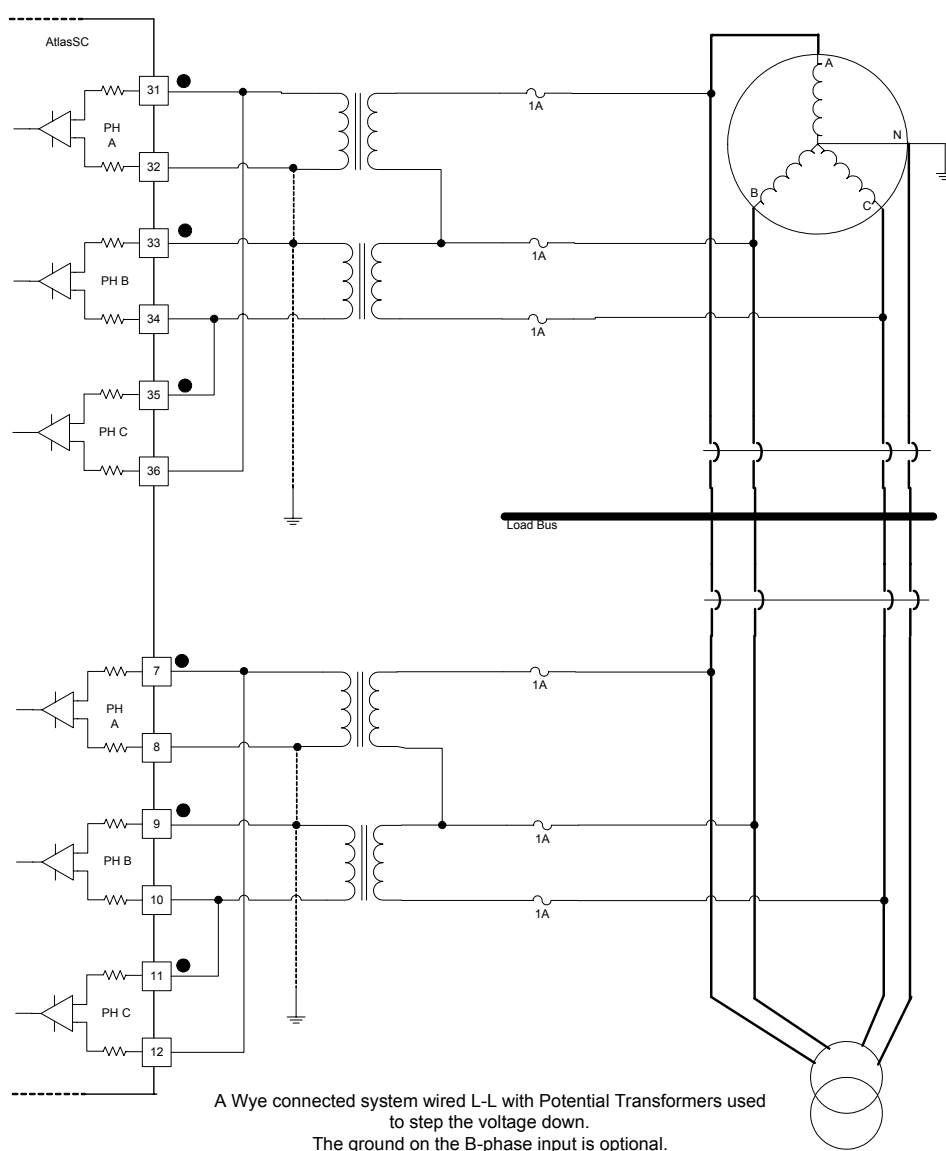 AtlasSC
31
PH
A
32
1A
A
N
B
C
33
PH B
1A
34
1A
35
PH C
36
Load Bus
7
PH
A
8
1A
9
PH B
1A
10
1A
11
PH C
12
A Wye connected system wired L-L with Potential Transformers used
to step the voltage down.
The ground on the B-phase input is optional.